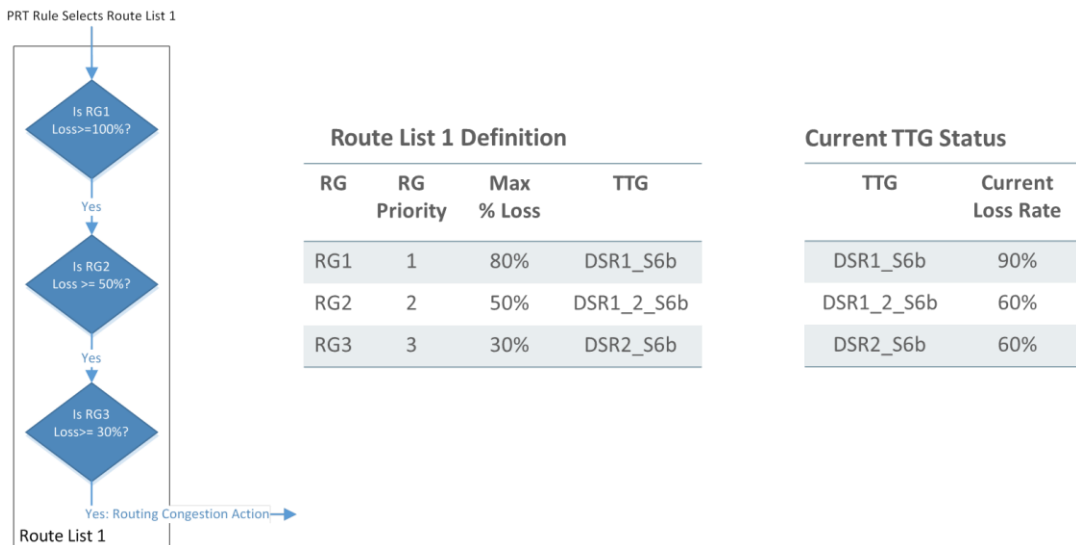 PRT Rule Selects Route List 1
Is RG1
Loss>=100%?
Yes
Is RG2
Loss >= 50%?
Yes
Is RG3
Loss>= 30%?
Yes: Routing Congestion Action
Route List 1
Route List 1 Definition
RG RG Priority Max % Loss TTG
RG1 1 80% DSR1_S6b
RG2 2 50% DSR1_2_S6b
RG3 3 30% DSR2_S6b
Current TTG Status
TTG Current Loss Rate
DSR1_S6b 90%
DSR1_2_S6b 60%
DSR2_S6b 60%